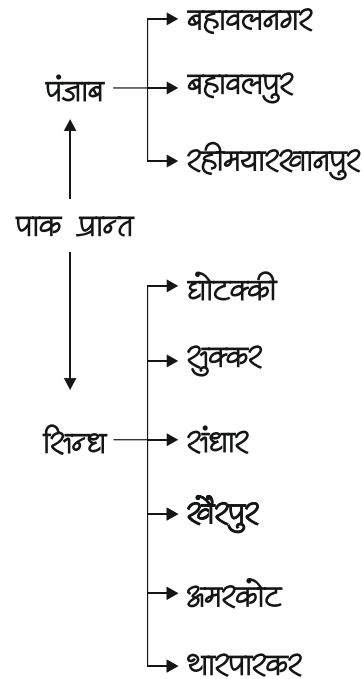 पंजाब
बहावलनगर
बहावलपुर
रहीमयारखानपुर
पाक प्रान्त
सिन्ध
घोटक्की
सुक्कर
संधार
खैरपुर
अमरकोट
थारपारकर